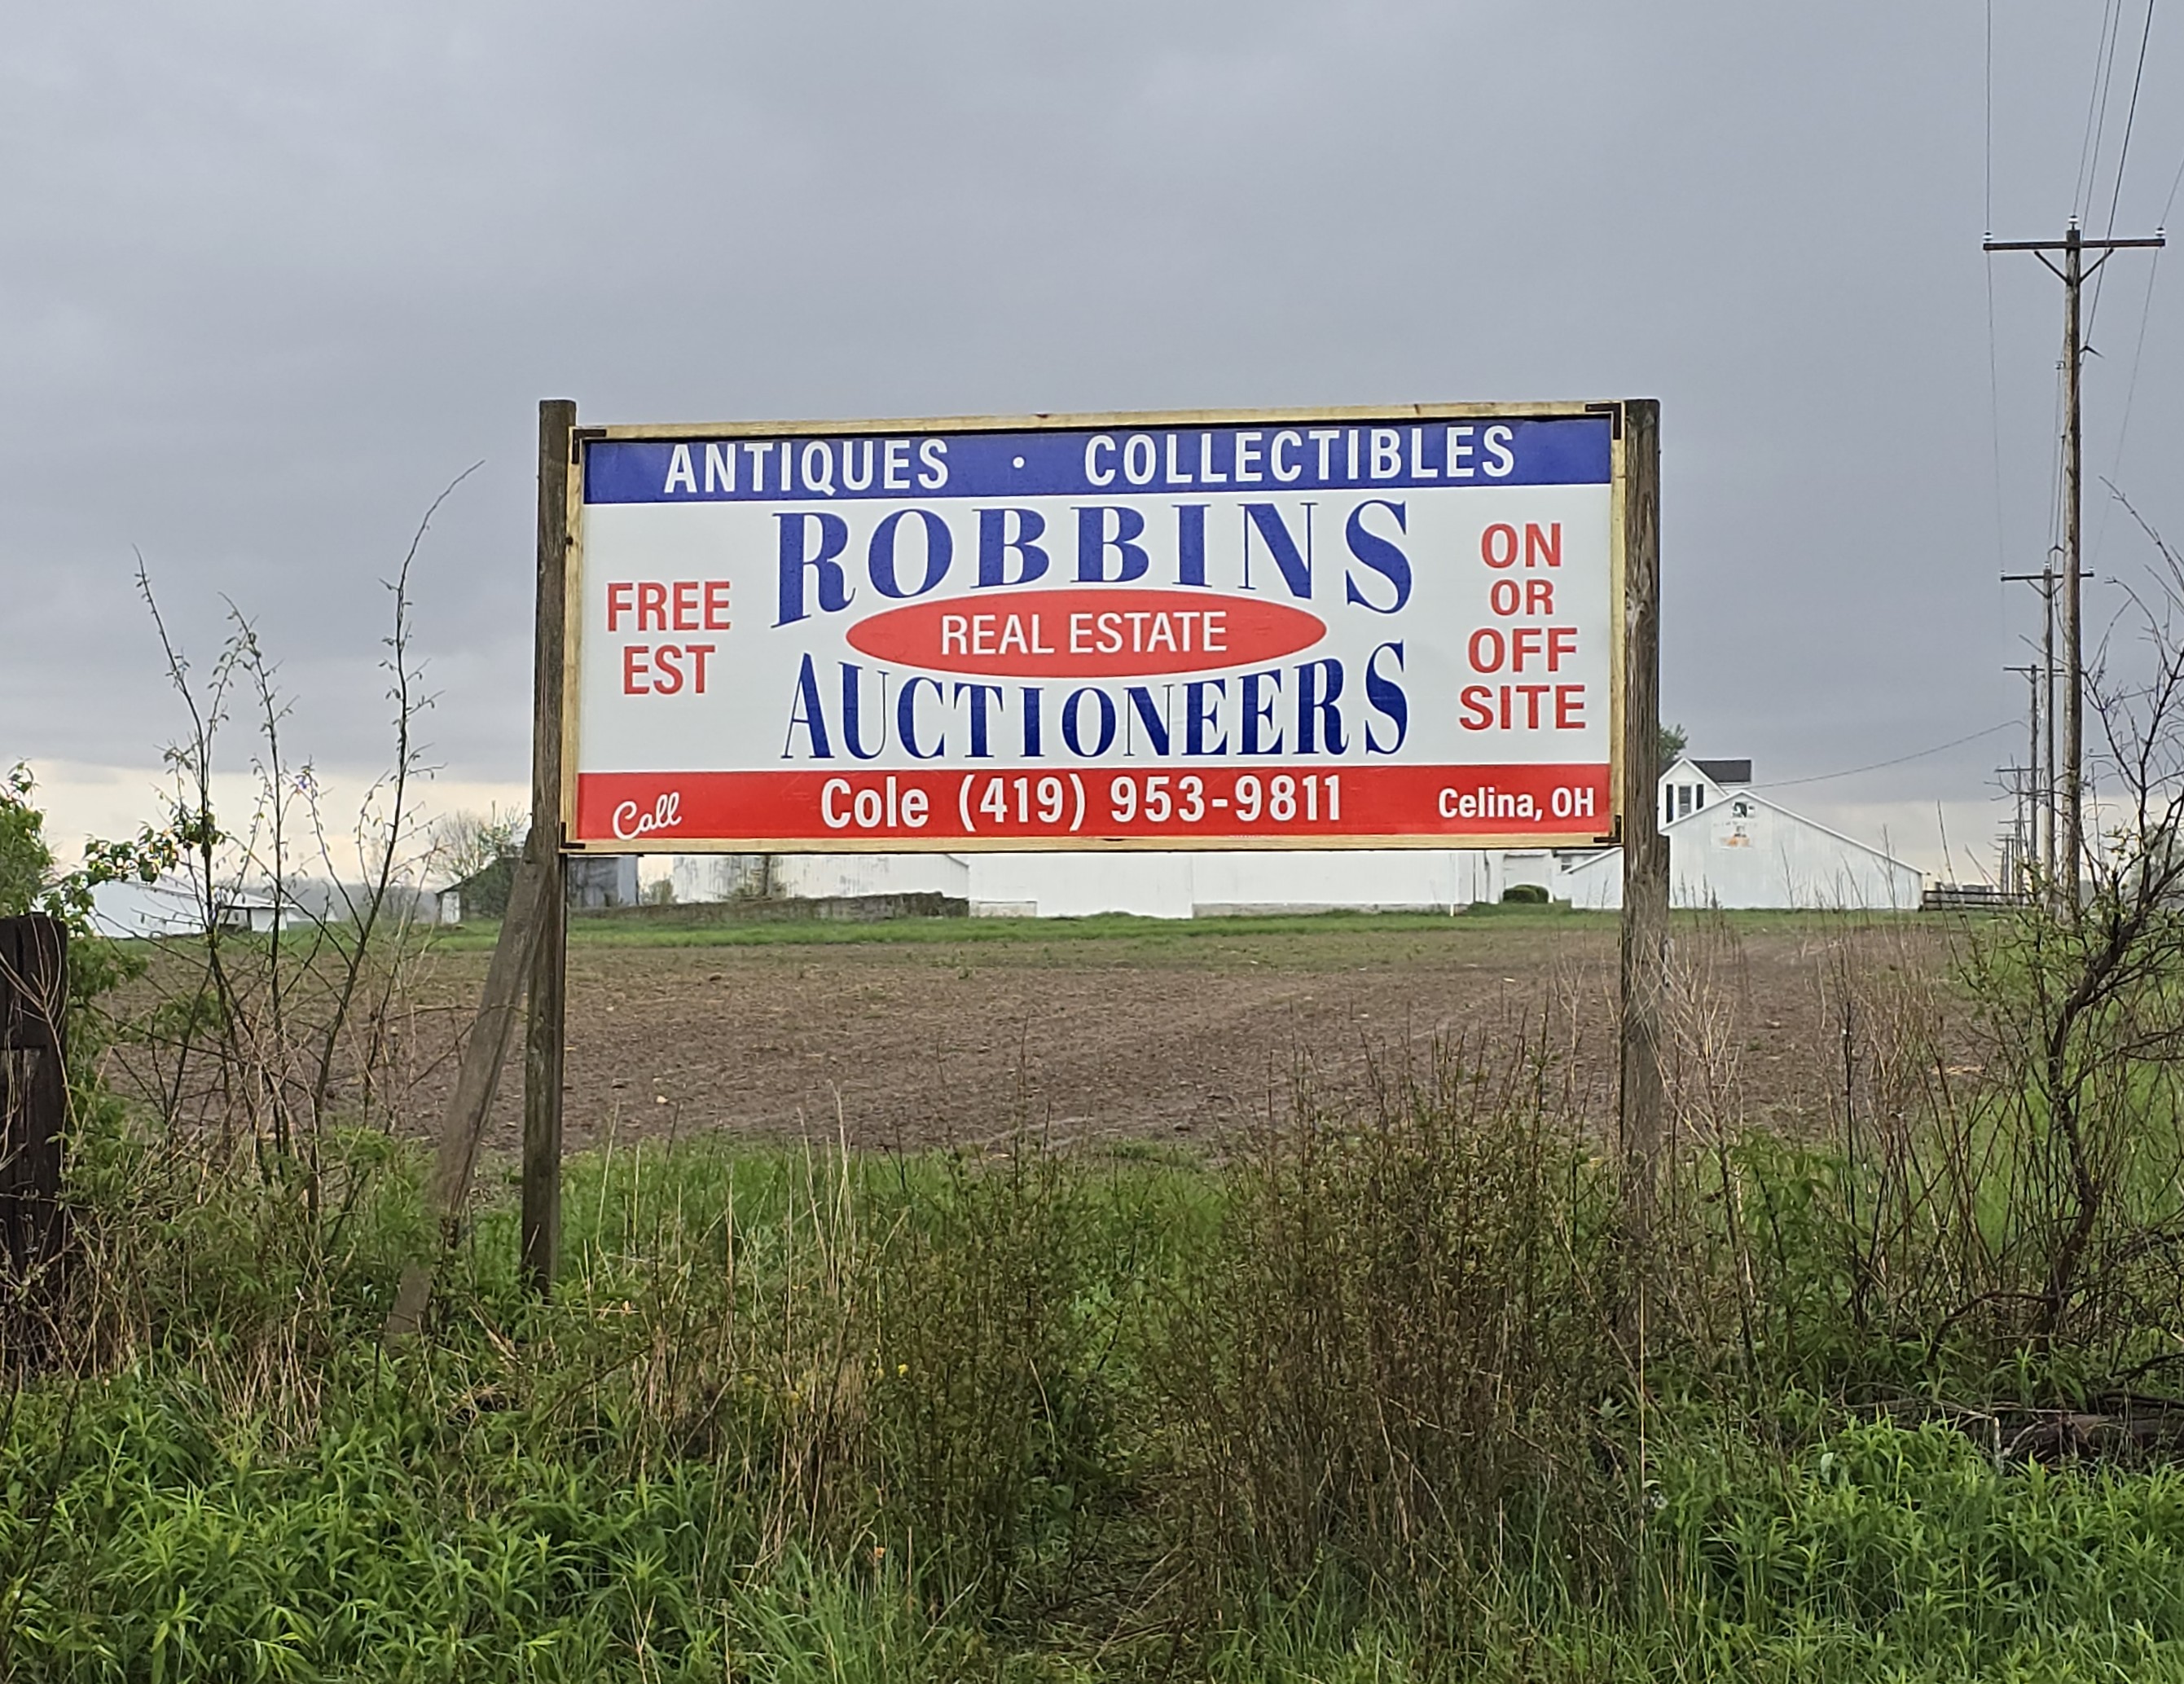 ANTIQUES · COLLECTIBLES
ROBBINS
REAL ESTATE
AUCTIONEERS
FREE
EST
ON
OR
OFF
SITE
Call Cole (419) 953-9811 Celina, OH